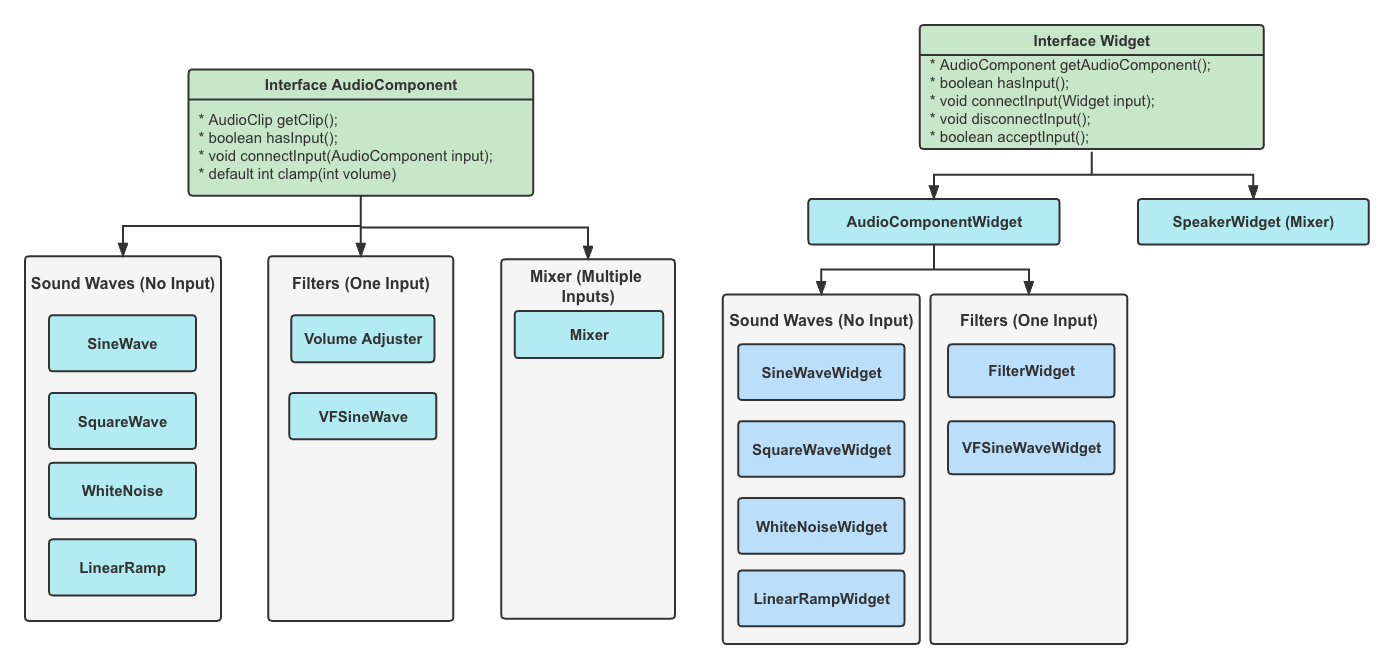 Interface AudioComponent
* AudioClip getClip();
* boolean hasInput();
* void connectInput(AudioComponent input);
* default int clamp(int volume)
Sound Waves (No Input)
SineWave
SquareWave
WhiteNoise
LinearRamp
Filters (One Input)
Volume Adjuster
VFSineWave
Mixer (Multiple
Inputs)
Mixer
Interface Widget
* AudioComponent getAudioComponent();
* boolean hasInput();
* void connectInput(Widget input);
* void disconnectInput();
* boolean acceptInput();
AudioComponentWidget
SpeakerWidget (Mixer)
Sound Waves (No Input)
SineWaveWidget
SquareWaveWidget
WhiteNoiseWidget
LinearRampWidget
Filters (One Input)
FilterWidget
VFSineWaveWidget